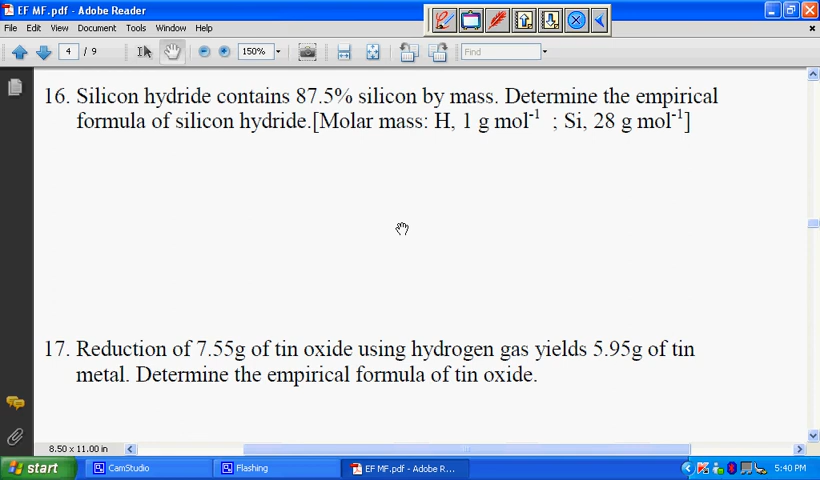 EF MF.pdf - Adobe Reader
File Edit View Document Tools Window Help
4 / 9 150% Find
16. Silicon hydride contains 87.5% silicon by mass. Determine the empirical
formula of silicon hydride.[Molar mass: H, 1 g mol-1 ; Si, 28 g mol-1]
17. Reduction of 7.55g of tin oxide using hydrogen gas yields 5.95g of tin
metal. Determine the empirical formula of tin oxide.
8.50 x 11.00 in
start CamStudio Flashing EF MF.pdf - Adobe R... 5:40 PM